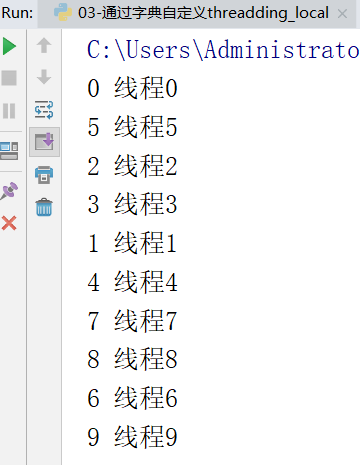 Run: 03-通过字典自定义threadding_local
C:\Users\Administrato
0 线程0
5 线程5
2 线程2
3 线程3
1 线程1
4 线程4
7 线程7
8 线程8
6 线程6
9 线程9